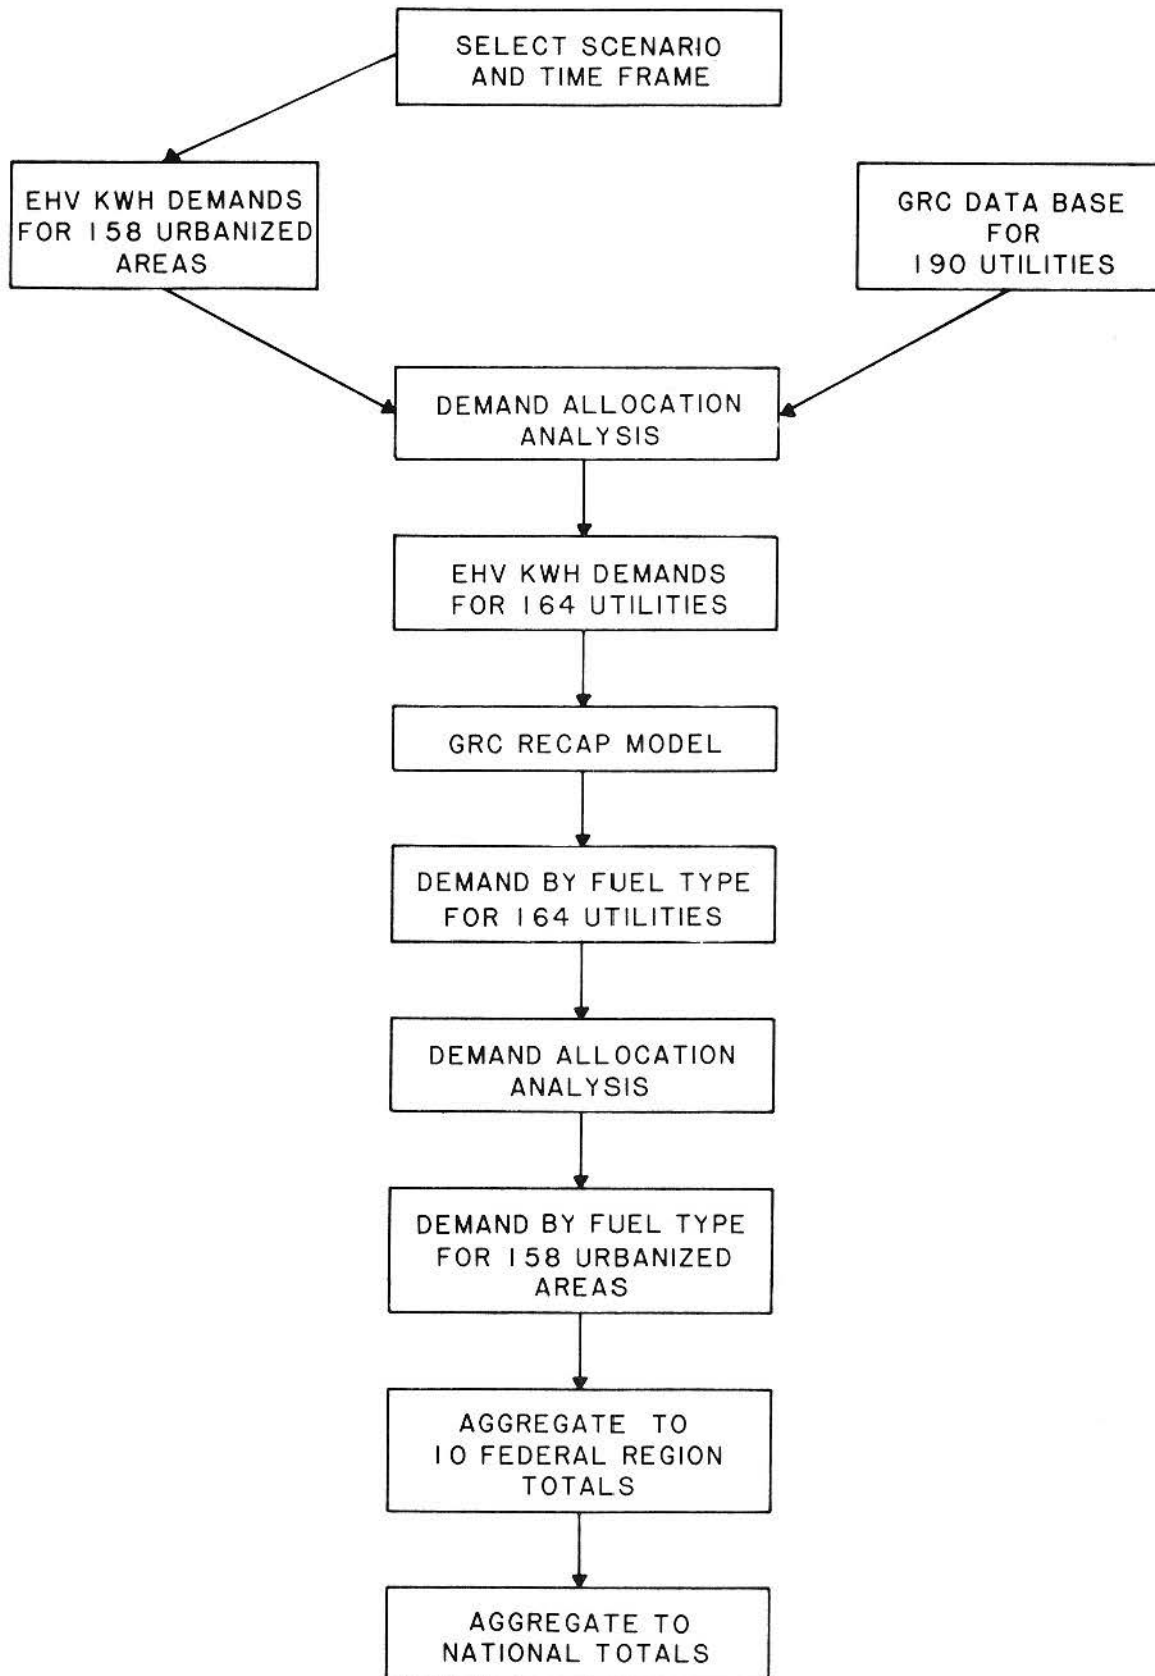 SELECT SCENARIO
AND TIME FRAME
EHV KWH DEMANDS
FOR 158 URBANIZED
AREAS
GRC DATA BASE
FOR
190 UTILITIES
DEMAND ALLOCATION
ANALYSIS
EHV KWH DEMANDS
FOR 164 UTILITIES
GRC RECAP MODEL
DEMAND BY FUEL TYPE
FOR 164 UTILITIES
DEMAND ALLOCATION
ANALYSIS
DEMAND BY FUEL TYPE
FOR 158 URBANIZED
AREAS
AGGREGATE TO
10 FEDERAL REGION
TOTALS
AGGREGATE TO
NATIONAL TOTALS